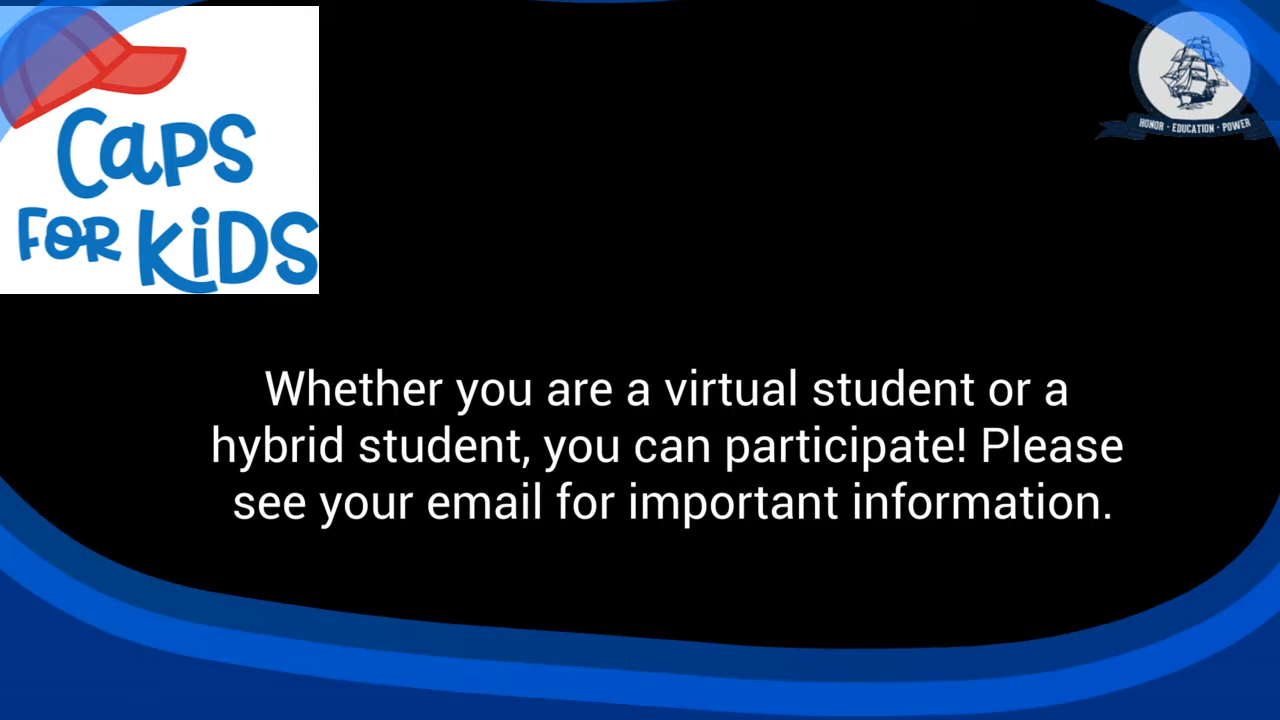 Caps
FOR KiDS
HONOR · EDUCATION · POWER
Whether you are a virtual student or a
hybrid student, you can participate! Please
see your email for important information.